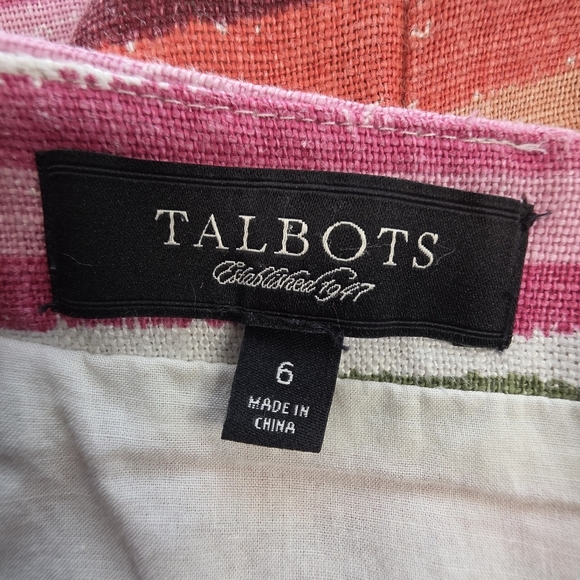 TALBOTS
Established 1947
6
MADE IN
CHINA